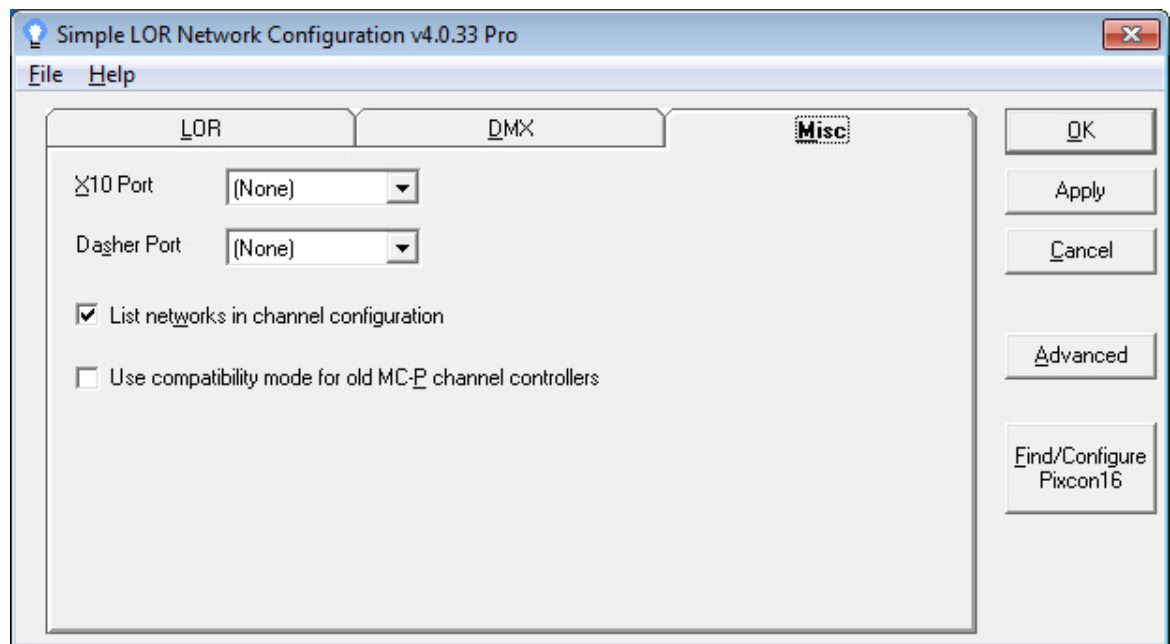 Simple LOR Network Configuration v4.0.33 Pro
File Help
LOR DMX Misc
OK
X10 Port (None)
Apply
Dasher Port (None)
Cancel
List networks in channel configuration
Advanced
Use compatibility mode for old MC-P channel controllers
Find/Configure
Pixcon16